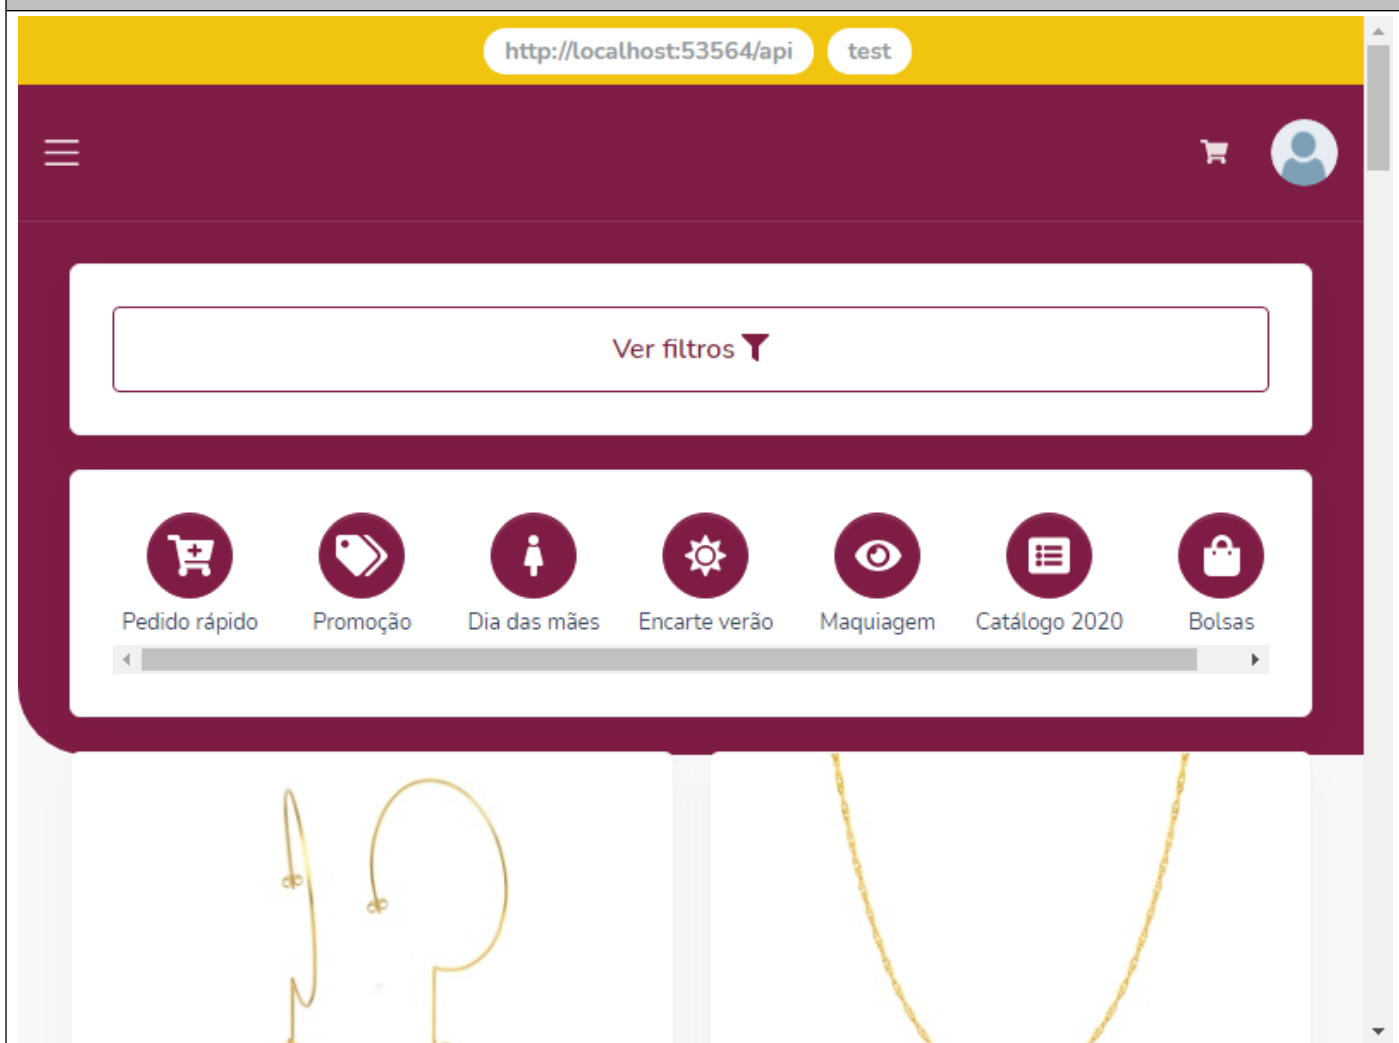 http://localhost:53564/api test
Ver filtros
Pedido rápido Promoção Dia das mães Encarte verão Maquiagem Catálogo 2020 Bolsas